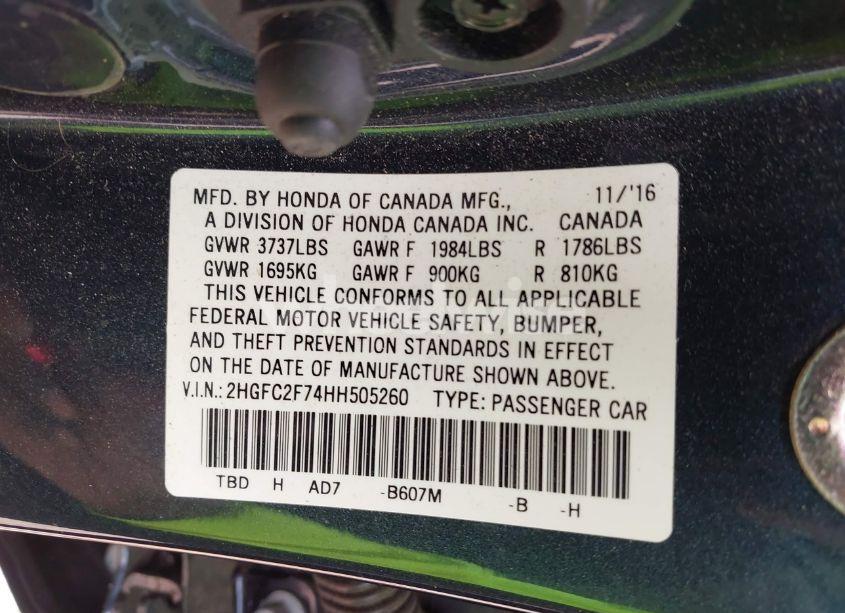 MFD. BY HONDA OF CANADA MFG., 11/'16
A DIVISION OF HONDA CANADA INC. CANADA
GVWR 3737LBS GAWR F 1984LBS R 1786LBS
GVWR 1695KG GAWR F 900KG R 810KG
THIS VEHICLE CONFORMS TO ALL APPLICABLE
FEDERAL MOTOR VEHICLE SAFETY, BUMPER,
AND THEFT PREVENTION STANDARDS IN EFFECT
ON THE DATE OF MANUFACTURE SHOWN ABOVE.
V.I.N.: 2HGFC2F74HH505260 TYPE: PASSENGER CAR
TBD H AD7 -B607M -B -H